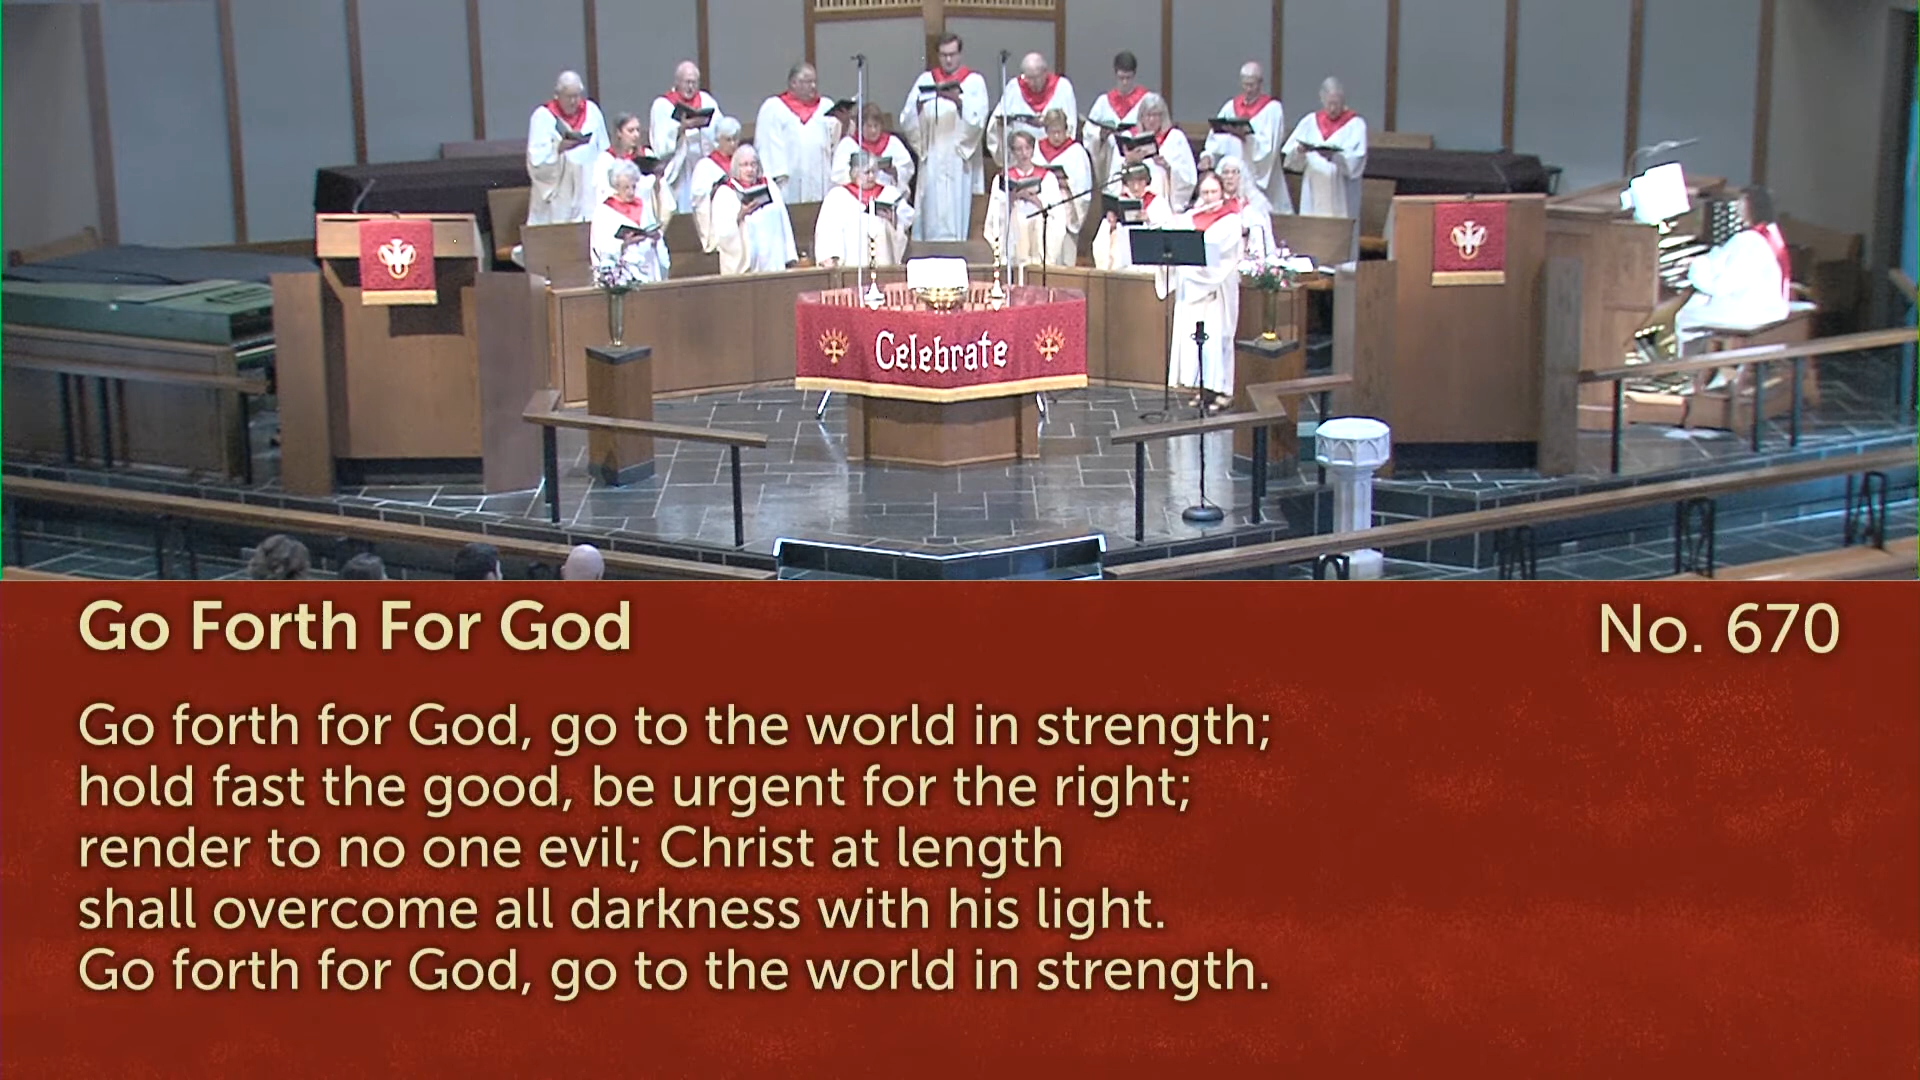 Celebrate
Go Forth For God
No. 670
Go forth for God, go to the world in strength;
hold fast the good, be urgent for the right;
render to no one evil; Christ at length
shall overcome all darkness with his light.
Go forth for God, go to the world in strength.